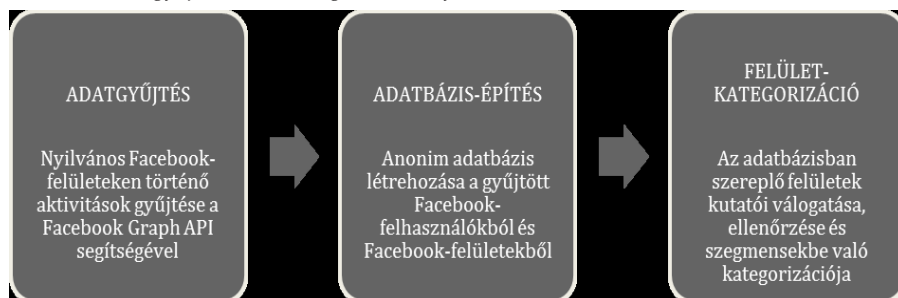 ADATGYŰJTÉS
Nyilvános Facebook-
felületeken történő
aktivitások gyűjtése a
Facebook Graph API
segítségével
ADATBÁZIS-ÉPÍTÉS
Anonim adatbázis
létrehozása a gyűjtött
Facebook-
felhasználókból és
Facebook-felületekből
FELÜLET-
KATEGORIZÁCIÓ
Az adatbázisban
szereplő felületek
kutatói válogatása,
ellenőrzése és
szegmensekbe való
kategorizációja